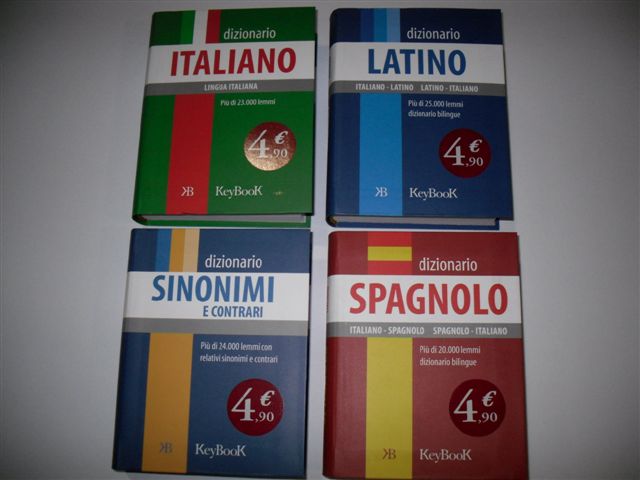 dizionario
ITALIANO
LINGUA ITALIANA
Più di 23.000 lemmi
4,90 €
KB
KeyBooK
dizionario
LATINO
ITALIANO - LATINO LATINO - ITALIANO
Più di 25.000 lemmi
dizionario bilingue
4,90 €
KB
KeyBooK
dizionario
SINONIMI
E CONTRARI
Più di 24.000 lemmi con
relativi sinonimi e contrari
4,90 €
KB
KeyBooK
dizionario
SPAGNOLO
ITALIANO - SPAGNOLO SPAGNOLO - ITALIANO
Più di 20.000 lemmi
dizionario bilingue
4,90 €
KB
KeyBooK